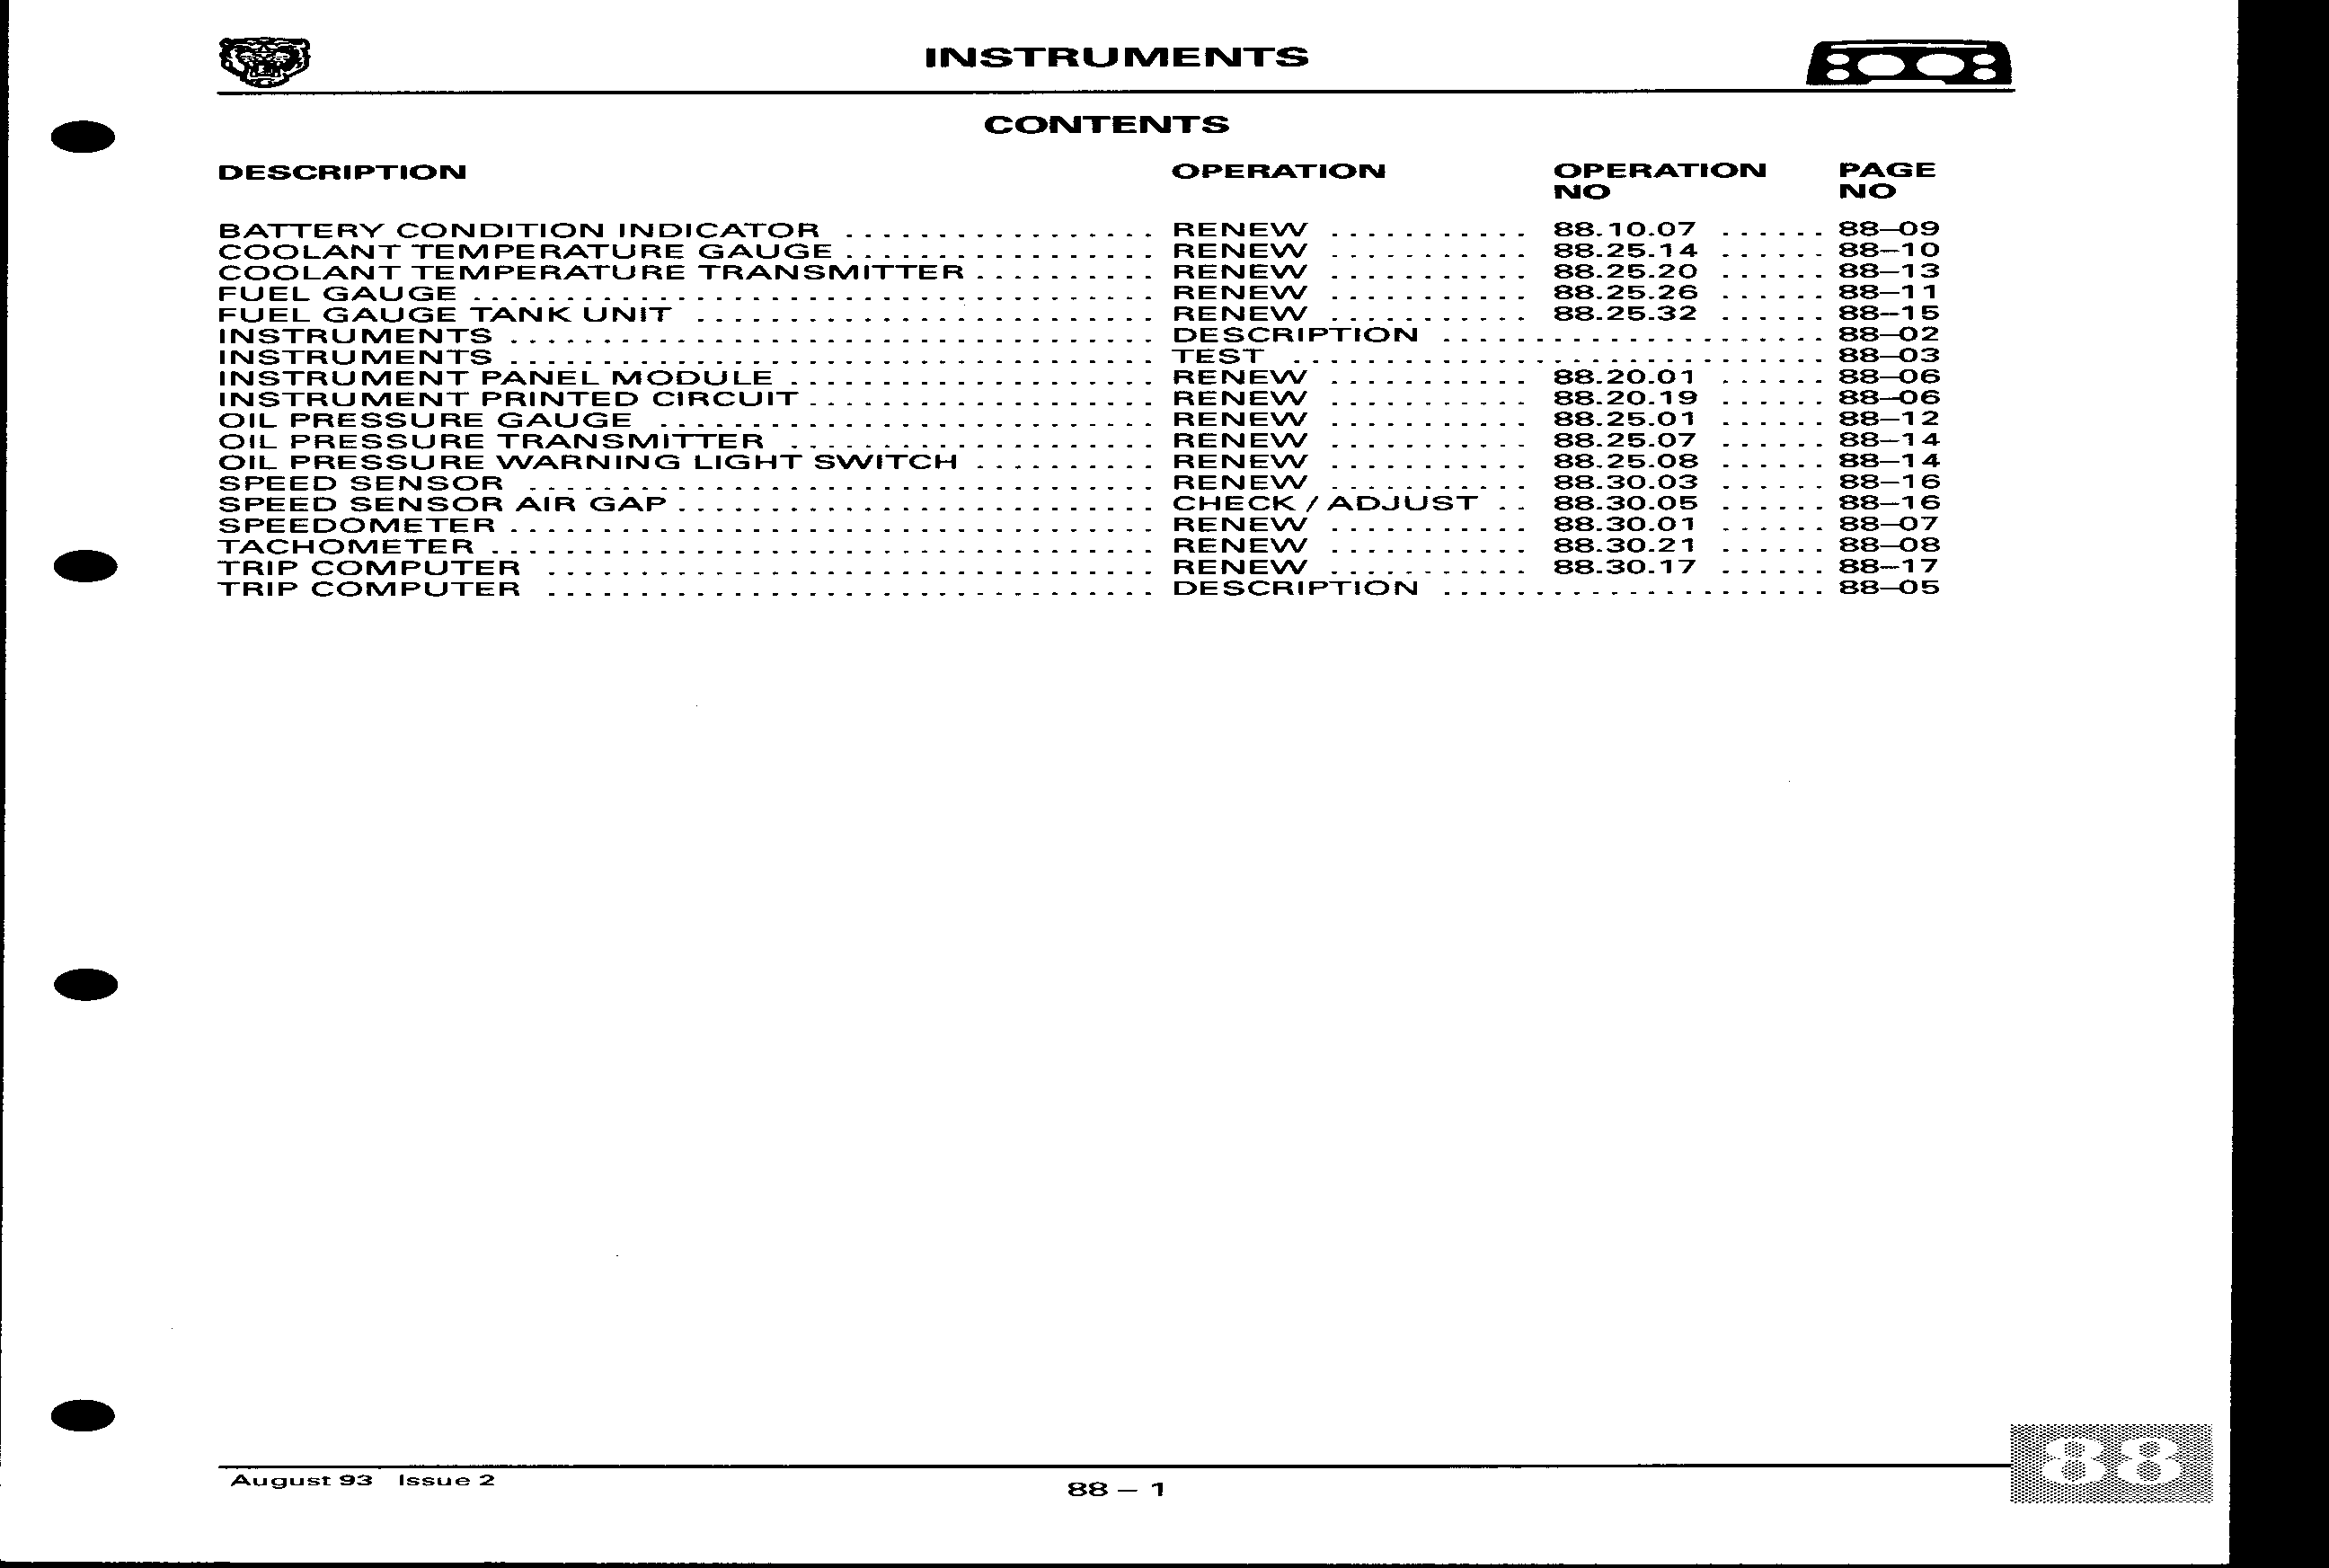 INSTRUMENTS
CONTENTS
DESCRIPTION OPERATION OPERATION NO PAGE NO
BATTERY CONDITION INDICATOR ................. RENEW ........... 88.10.07 ...... 88–09
COOLANT TEMPERATURE GAUGE ................. RENEW ........... 88.25.14 ...... 88–10
COOLANT TEMPERATURE TRANSMITTER .......... RENEW ........... 88.25.20 ...... 88–13
FUEL GAUGE ..................................... RENEW ........... 88.25.26 ...... 88–11
FUEL GAUGE TANK UNIT ......................... RENEW ........... 88.25.32 ...... 88–15
INSTRUMENTS ................................... DESCRIPTION ..................... 88–02
INSTRUMENTS ................................... TEST ............................. 88–03
INSTRUMENT PANEL MODULE .................... RENEW ........... 88.20.01 ...... 88–06
INSTRUMENT PRINTED CIRCUIT ................... RENEW ........... 88.20.19 ...... 88–06
OIL PRESSURE GAUGE ........................... RENEW ........... 88.25.01 ...... 88–12
OIL PRESSURE TRANSMITTER .................... RENEW ........... 88.25.07 ...... 88–14
OIL PRESSURE WARNING LIGHT SWITCH .......... RENEW ........... 88.25.08 ...... 88–14
SPEED SENSOR .................................. RENEW ........... 88.30.03 ...... 88–16
SPEED SENSOR AIR GAP .......................... CHECK / ADJUST .. 88.30.05 ...... 88–16
SPEEDOMETER ................................... RENEW ........... 88.30.01 ...... 88–07
TACHOMETER .................................... RENEW ........... 88.30.21 ...... 88–08
TRIP COMPUTER ................................. RENEW ........... 88.30.17 ...... 88–17
TRIP COMPUTER ................................. DESCRIPTION ..................... 88–05
August 93 Issue 2
88 – 1
88